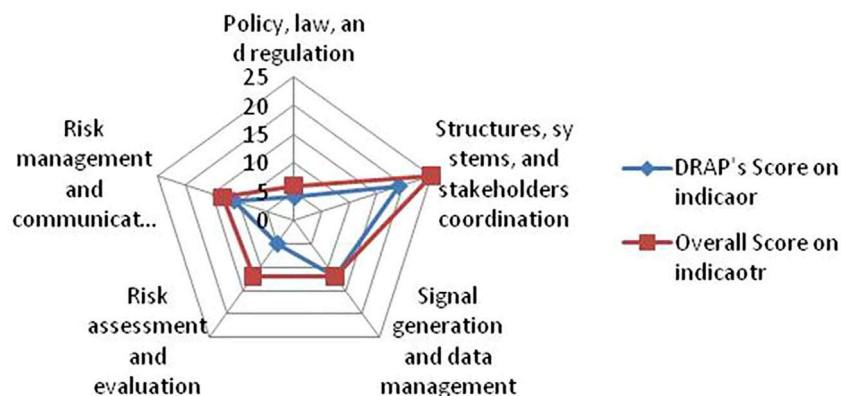 Policy, law, an
d regulation
25
20
15
10
5
0
Structures, sy
stems, and
stakeholders
coordination
Signal
generation
and data
management
Risk
assessment
and
evaluation
Risk
management
and
communicat...
DRAP's Score on
indicaor
Overall Score on
indicaotr